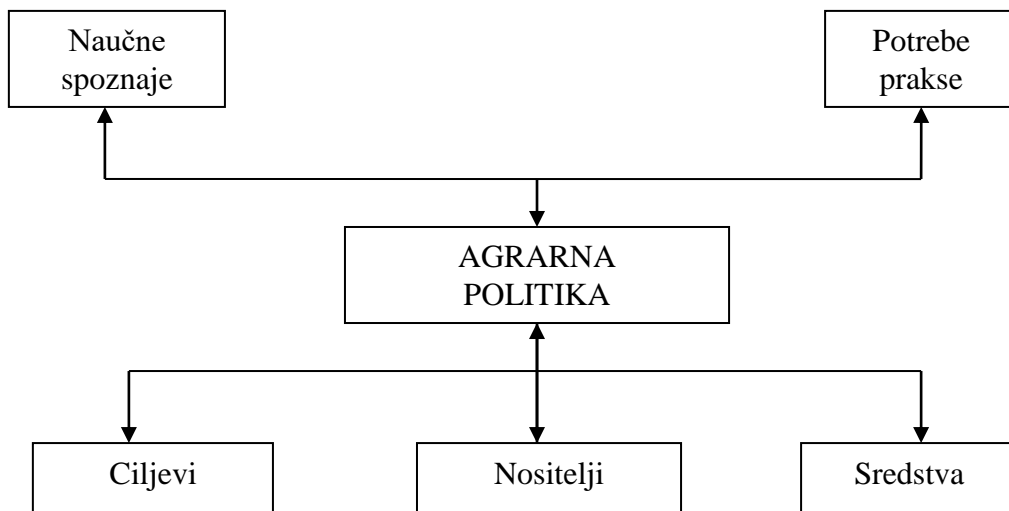 Naučne
spoznaje
Potrebe
prakse
AGRARNA
POLITIKA
Ciljevi
Nositelji
Sredstva